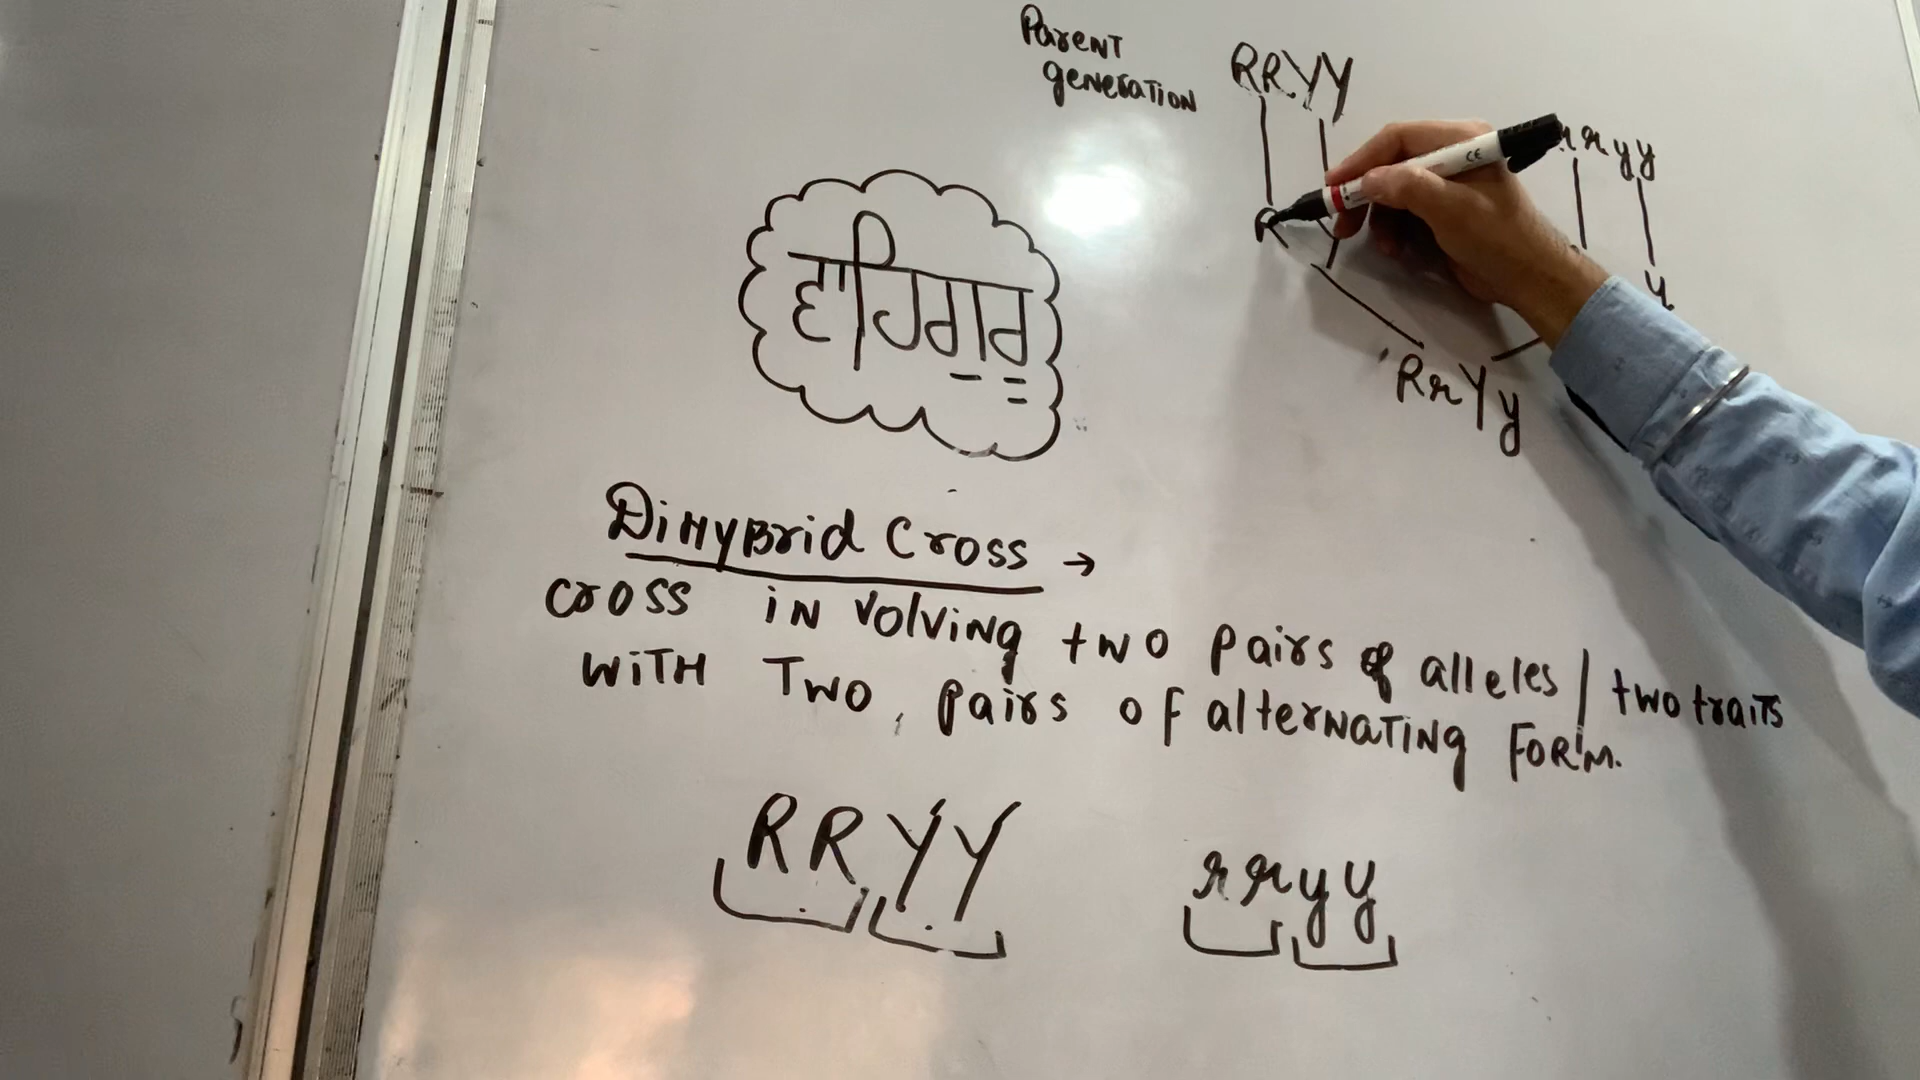 Parent
generation
RRYY
rryy
R Y
y
RrYy
ਵਾਹਿਗੁਰੂ
Dihybrid Cross →
cross involving two pairs of alleles / two traits
with Two, pairs of alternating form.
RRYY rryy